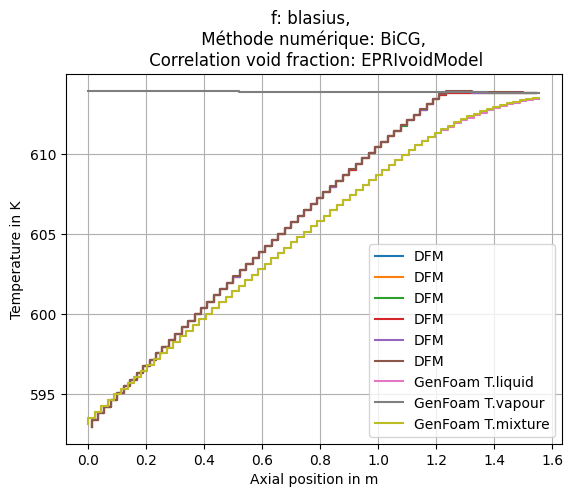 f: blasius,
Méthode numérique: BiCG,
Correlation void fraction: EPRIvoidModel
Temperature in K
610
605
600
595
DFM
DFM
DFM
DFM
DFM
DFM
GenFoam T.liquid
GenFoam T.vapour
GenFoam T.mixture
0.0 0.2 0.4 0.6 0.8 1.0 1.2 1.4 1.6
Axial position in m